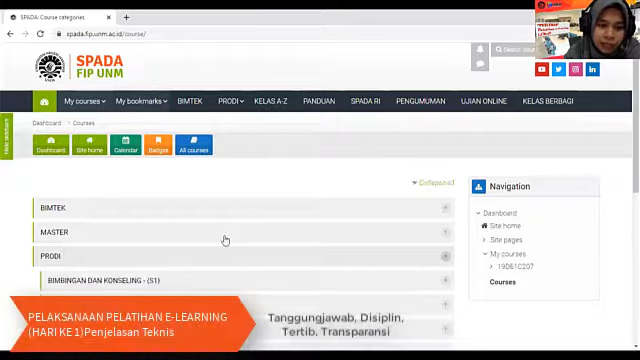 SPADA: Course categories
spada.fip.unm.ac.id/course/
SPADA
FIP UNM
Search
My courses
My bookmarks
BIMTEK
PRODI
KELAS A-Z
PANDUAN
SPADA RI
PENGUMUMAN
UJIAN ONLINE
KELAS BERBAGI
Hide sidebars
Dashboard
Courses
Dashboard
Site home
Calendar
Badges
All courses
Collapse all
BIMTEK
MASTER
PRODI
BIMBINGAN DAN KONSELING - (S1)
Navigation
Dashboard
Site home
Site pages
My courses
19D61C207
Courses
PELAKSANAAN PELATIHAN E-LEARNING
(HARI KE 1)Penjelasan Teknis
Tanggungjawab, Disiplin,
Tertib, Transparansi